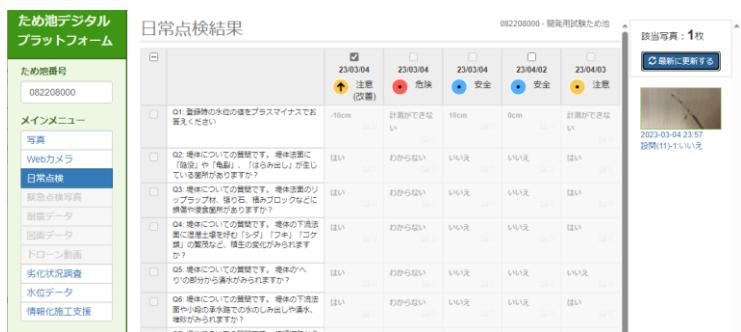 ため池デジタル
プラットフォーム
ため池番号
082208000
メインメニュー
写真
Webカメラ
日常点検
緊急点検写真
耐震データ
図面データ
ドローン動画
劣化状況調査
水位データ
情報化施工支援
日常点検結果
082208000 - 開発用試験ため池
23/03/04
注意
(改善)
23/03/04
危険
23/03/04
安全
23/04/02
安全
23/04/03
注意
Q1: 登録時の水位の値をプラスマイナスでお
答えください
-10cm
計測ができな
い
10cm
0cm
計測ができな
い
Q2: 堤体についての質問です。 堤体法面に
「陥没」や「亀裂」、「はらみ出し」が生じ
ている箇所がありますか？
はい
わからない
いいえ
いいえ
はい
Q3: 堤体についての質問です。 堤体法面のリ
ップラップ材、張り石、積みブロックなどに
損傷や浸食箇所がありますか？
はい
わからない
いいえ
いいえ
はい
Q4: 堤体についての質問です。 堤体の下流法
面に湿潤土壌を好む「シダ」「フキ」「コケ
類」の繁茂など、植生の変化がみられます
か？
はい
わからない
いいえ
いいえ
はい
Q5: 堤体についての質問です。 堤体の"へ
り"の部分から漏水がみられますか？
はい
わからない
いいえ
いいえ
いいえ
Q6: 堤体についての質問です。 堤体の下流法
面や小段の承水路での水のしみ出しや漏水、
堆砂がみられますか？
はい
わからない
いいえ
いいえ
はい
該当写真：1枚
最新に更新する
2023-03-04 23:57
設問(11)-1:いいえ